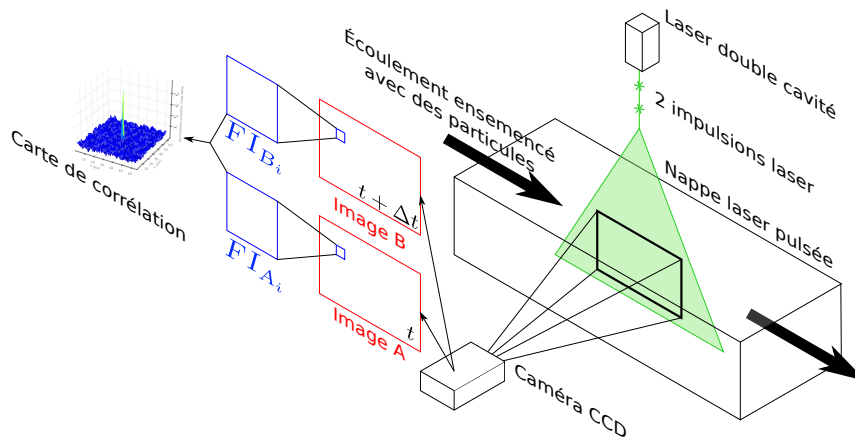 Laser double cavité
2 impulsions laser
Écoulement ensemencé
avec des particules
Nappe laser pulsée
Carte de corrélation
FI_{B_i}
FI_{A_i}
t + Δt
Image B
t
Image A
Caméra CCD